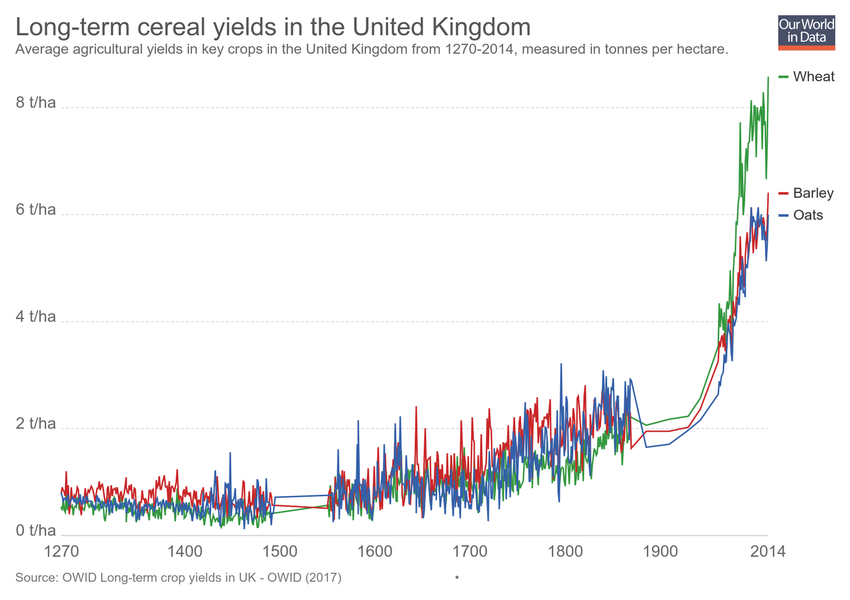 Long-term cereal yields in the United Kingdom
Average agricultural yields in key crops in the United Kingdom from 1270-2014, measured in tonnes per hectare.
Our World
in Data
Wheat
8 t/ha
Barley
6 t/ha
Oats
4 t/ha
2 t/ha
0 t/ha
1270 1400 1500 1600 1700 1800 1900 2014
Source: OWID Long-term crop yields in UK - OWID (2017) •